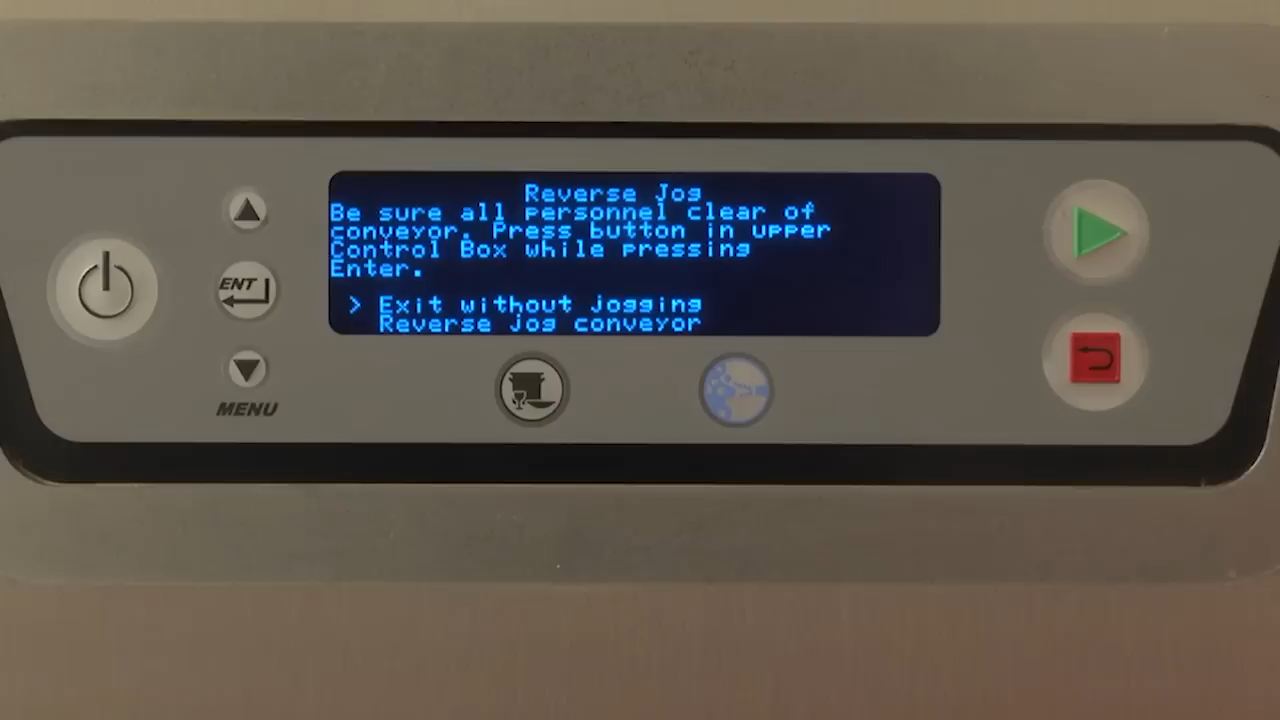 Reverse Jog
Be sure all personnel clear of
conveyor. Press button in upper
Control Box while pressing
Enter.
> Exit without jogging
Reverse Jog conveyor
ENT
MENU